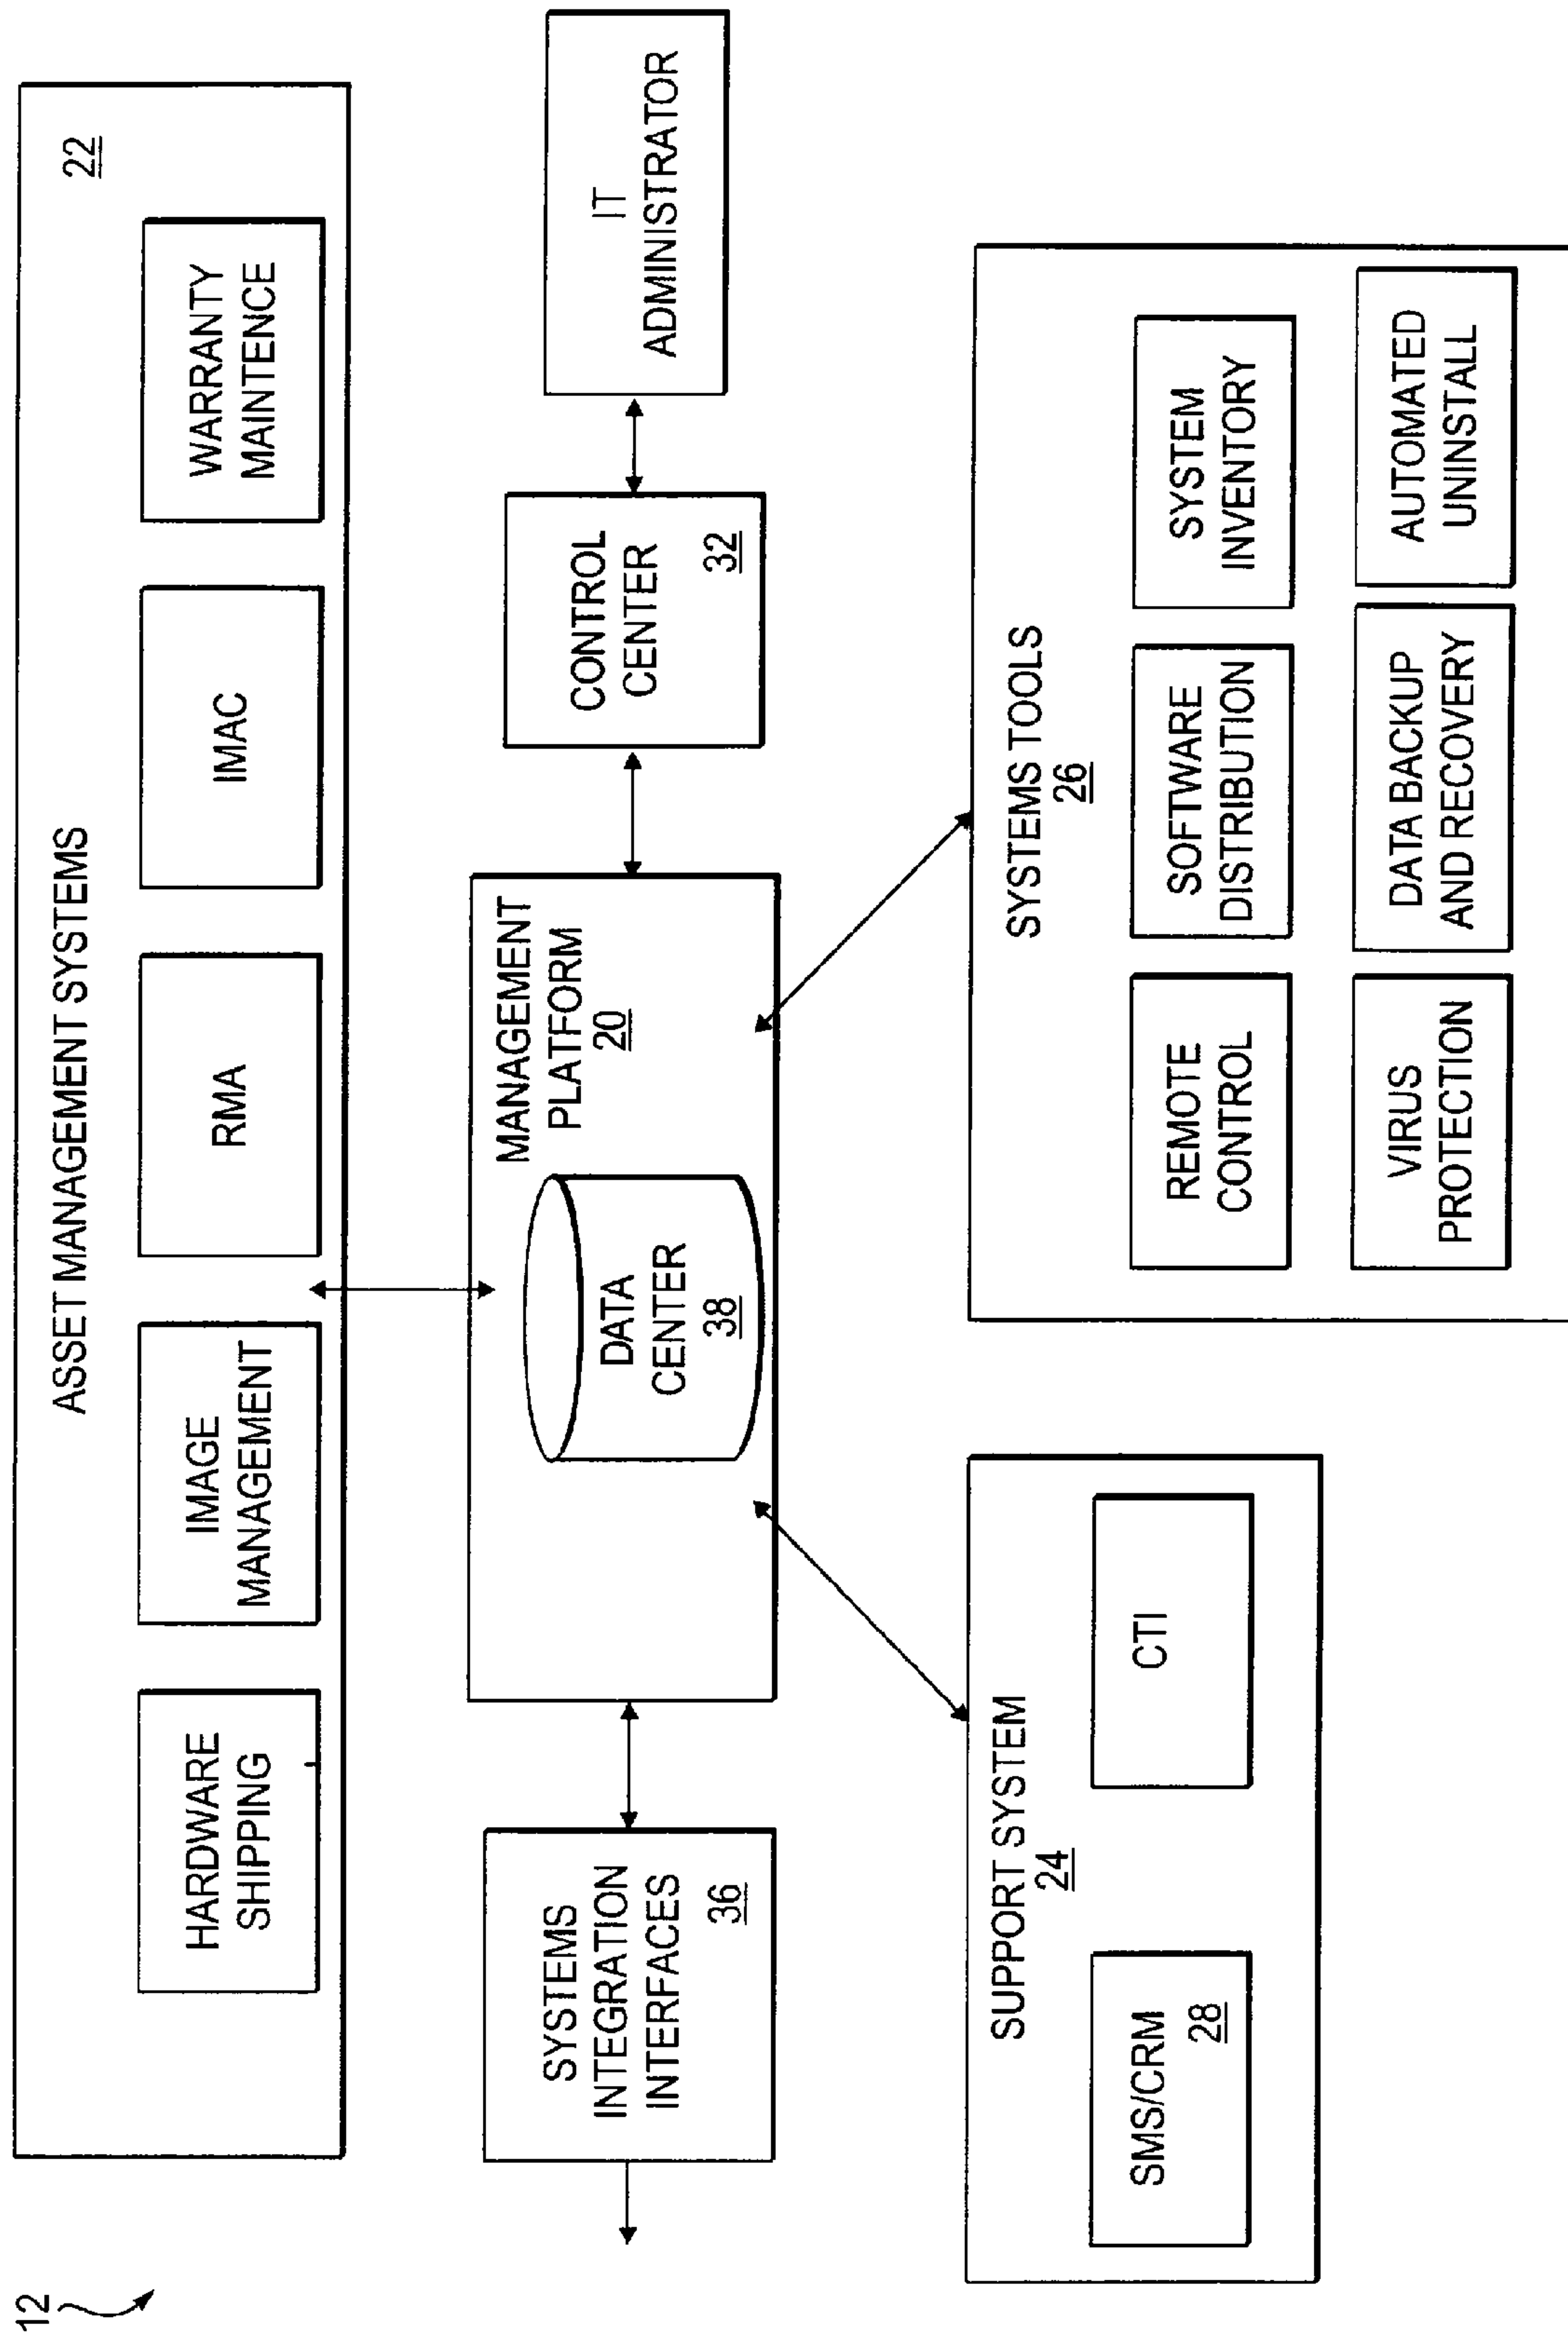 12
ASSET MANAGEMENT SYSTEMS
22
HARDWARE
SHIPPING
IMAGE
MANAGEMENT
RMA
IMAC
WARRANTY
MAINTENCE
SYSTEMS
INTEGRATION
INTERFACES
36
MANAGEMENT
PLATFORM
20
DATA
CENTER
38
CONTROL
CENTER
32
IT
ADMINISTRATOR
SUPPORT SYSTEM
24
SMS/CRM
28
CTI
SYSTEMS TOOLS
26
REMOTE
CONTROL
SOFTWARE
DISTRIBUTION
SYSTEM
INVENTORY
VIRUS
PROTECTION
DATA BACKUP
AND RECOVERY
AUTOMATED
UNINSTALL